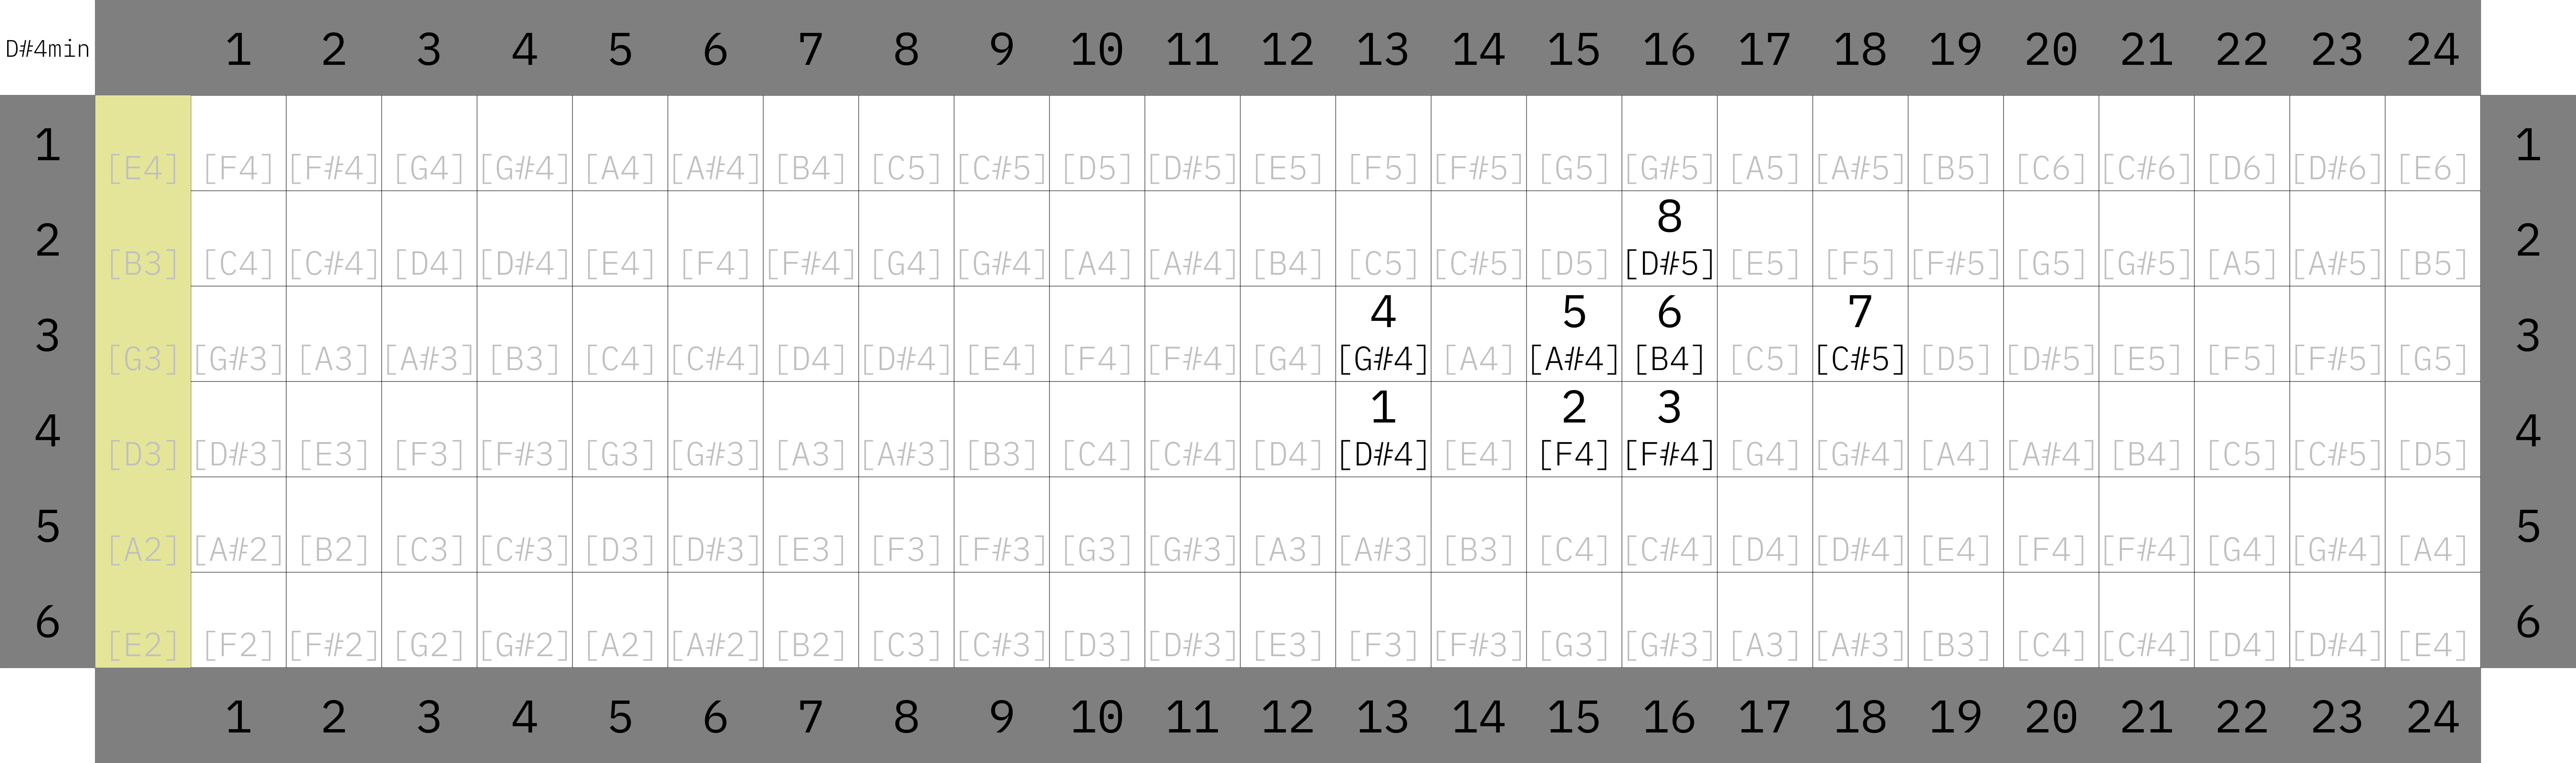 D#4min 1 2 3 4 5 6 7 8 9 10 11 12 13 14 15 16 17 18 19 20 21 22 23 24
1 [E4] [F4] [F#4] [G4] [G#4] [A4] [A#4] [B4] [C5] [C#5] [D5] [D#5] [E5] [F5] [F#5] [G5] [G#5] [A5] [A#5] [B5] [C6] [C#6] [D6] [D#6] [E6] 1
8
2 [B3] [C4] [C#4] [D4] [D#4] [E4] [F4] [F#4] [G4] [G#4] [A4] [A#4] [B4] [C5] [C#5] [D5] [D#5] [E5] [F5] [F#5] [G5] [G#5] [A5] [A#5] [B5] 2
4 5 6 7
3 [G3] [G#3] [A3] [A#3] [B3] [C4] [C#4] [D4] [D#4] [E4] [F4] [F#4] [G4] [G#4] [A4] [A#4] [B4] [C5] [C#5] [D5] [D#5] [E5] [F5] [F#5] [G5] 3
1 2 3
4 [D3] [D#3] [E3] [F3] [F#3] [G3] [G#3] [A3] [A#3] [B3] [C4] [C#4] [D4] [D#4] [E4] [F4] [F#4] [G4] [G#4] [A4] [A#4] [B4] [C5] [C#5] [D5] 4
5 [A2] [A#2] [B2] [C3] [C#3] [D3] [D#3] [E3] [F3] [F#3] [G3] [G#3] [A3] [A#3] [B3] [C4] [C#4] [D4] [D#4] [E4] [F4] [F#4] [G4] [G#4] [A4] 5
6 [E2] [F2] [F#2] [G2] [G#2] [A2] [A#2] [B2] [C3] [C#3] [D3] [D#3] [E3] [F3] [F#3] [G3] [G#3] [A3] [A#3] [B3] [C4] [C#4] [D4] [D#4] [E4] 6
1 2 3 4 5 6 7 8 9 10 11 12 13 14 15 16 17 18 19 20 21 22 23 24